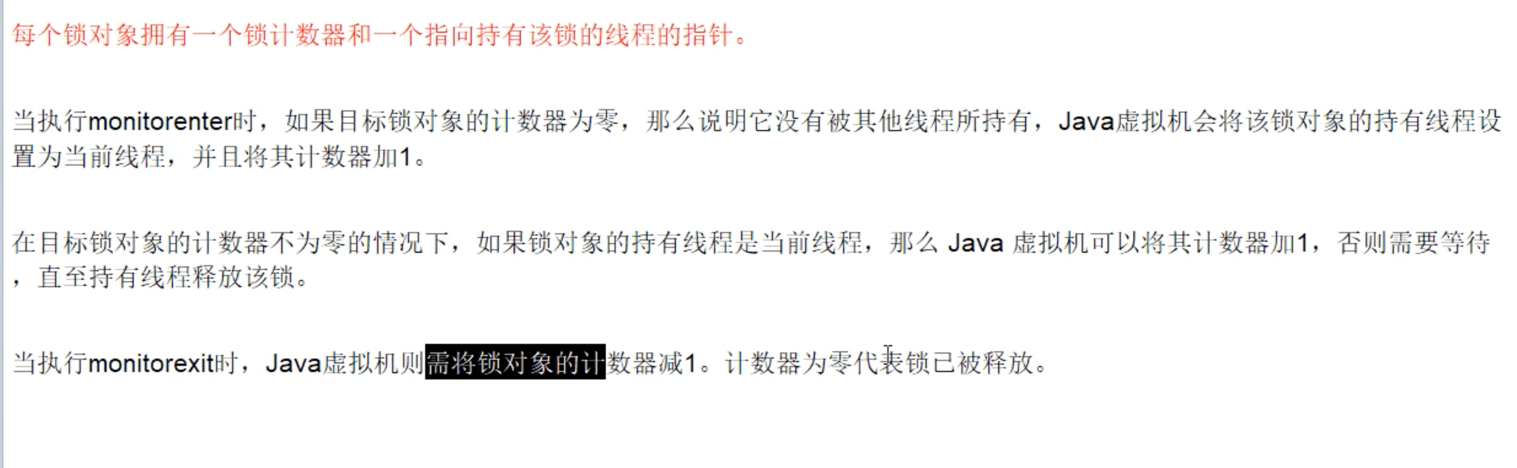 每个锁对象拥有一个锁计数器和一个指向持有该锁的线程的指针。
当执行monitorenter时，如果目标锁对象的计数器为零，那么说明它没有被其他线程所持有，Java虚拟机会将该锁对象的持有线程设
置为当前线程，并且将其计数器加1。
在目标锁对象的计数器不为零的情况下，如果锁对象的持有线程是当前线程，那么 Java 虚拟机可以将其计数器加1，否则需要等待
，直至持有线程释放该锁。
当执行monitorexit时，Java虚拟机则需将锁对象的计数器减1。计数器为零代表锁已被释放。